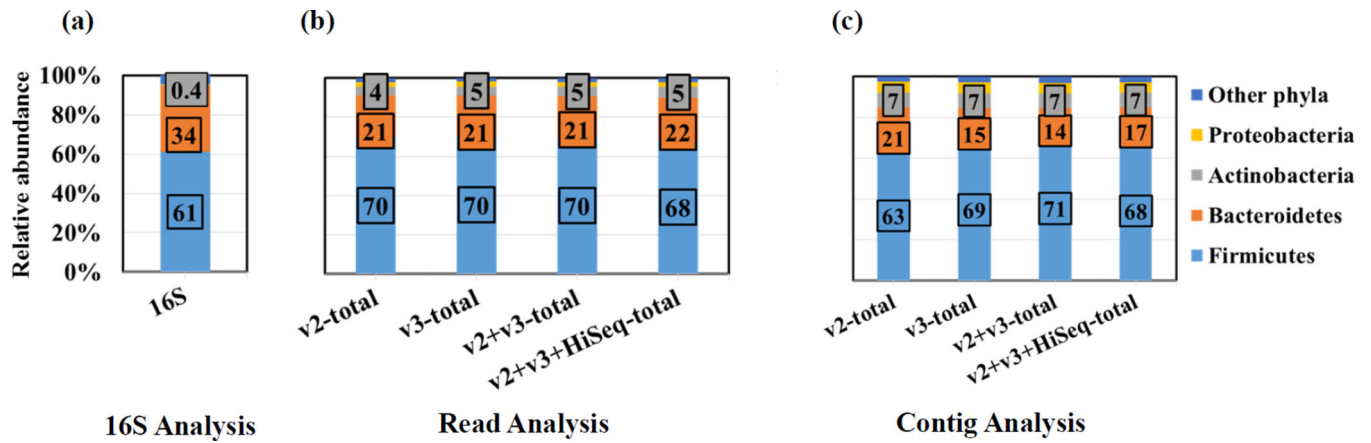 (a)
(b)
(c)
Relative abundance
100%
80%
60%
40%
20%
0%
0.4
34
61
16S
4 5 5 5
21 21 21 22
70 70 70 68
v2-total
v3-total
v2+v3-total
v2+v3+HiSeq-total
7 7 7 7
21 15 14 17
63 69 71 68
v2-total
v3-total
v2+v3-total
v2+v3+HiSeq-total
Other phyla
Proteobacteria
Actinobacteria
Bacteroidetes
Firmicutes
16S Analysis
Read Analysis
Contig Analysis